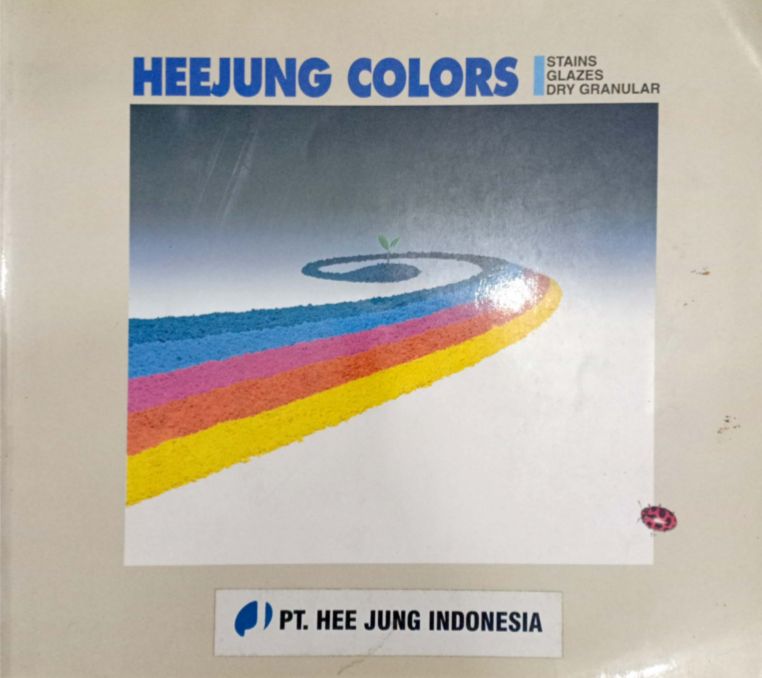 HEEJUNG COLORS
STAINS
GLAZES
DRY GRANULAR
PT. HEE JUNG INDONESIA